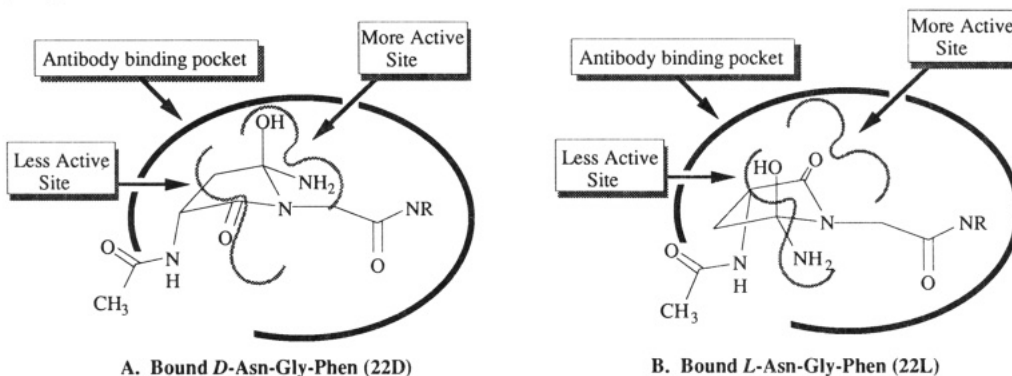 Antibody binding pocket
More Active
Site
Less Active
Site
OH
NH₂
N
O
O
NR
N
H
O
CH₃
A. Bound D-Asn-Gly-Phen (22D)
Antibody binding pocket
More Active
Site
Less Active
Site
HO
O
N
NH₂
NR
O
O
N
H
CH₃
B. Bound L-Asn-Gly-Phen (22L)